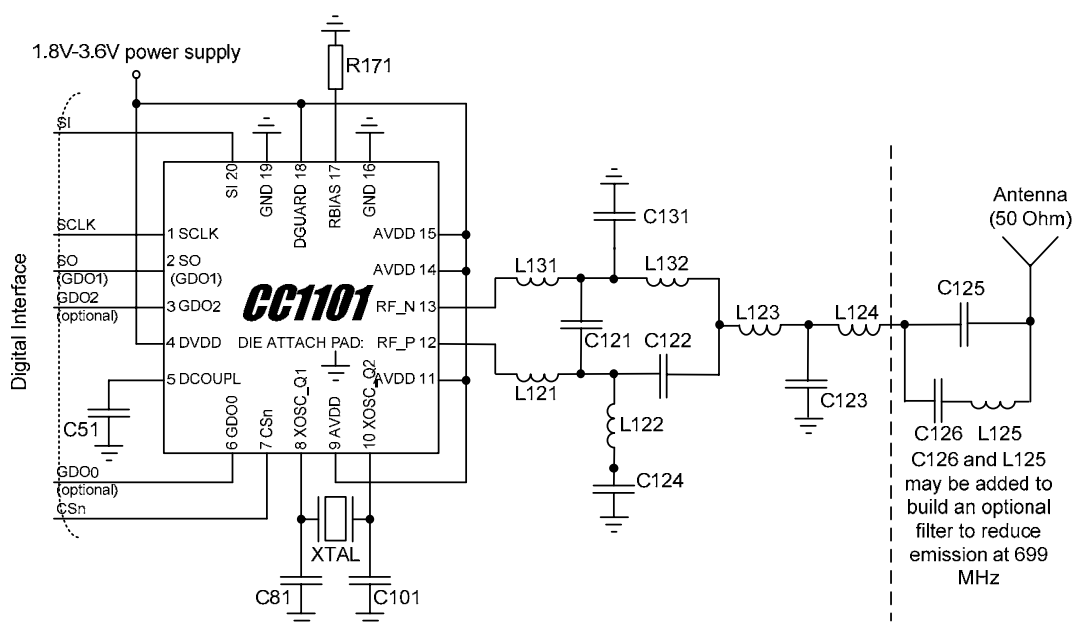 1.8V-3.6V power supply
R171
Antenna
(50 Ohm)
Digital Interface
SI
SCLK
SO
(GDO1)
GDO2
(optional)
GDO0
(optional)
CSn
SI 20
GND 19
DGUARD 18
RBIAS 17
GND 16
1 SCLK
2 SO
(GDO1)
3 GDO2
4 DVDD
5 DCOUPL
CC1101
DIE ATTACH PAD:
AVDD 15
AVDD 14
RF_N 13
RF_P 12
AVDD 11
6 GDO0
7 CSn
8 XOSC_Q1
9 AVDD
10 XOSC_Q2
C51
XTAL
C81
C101
C131
L131
L132
C121
C122
L121
L122
C124
L123
L124
C123
C125
C126
L125
C126 and L125
may be added to
build an optional
filter to reduce
emission at 699
MHz